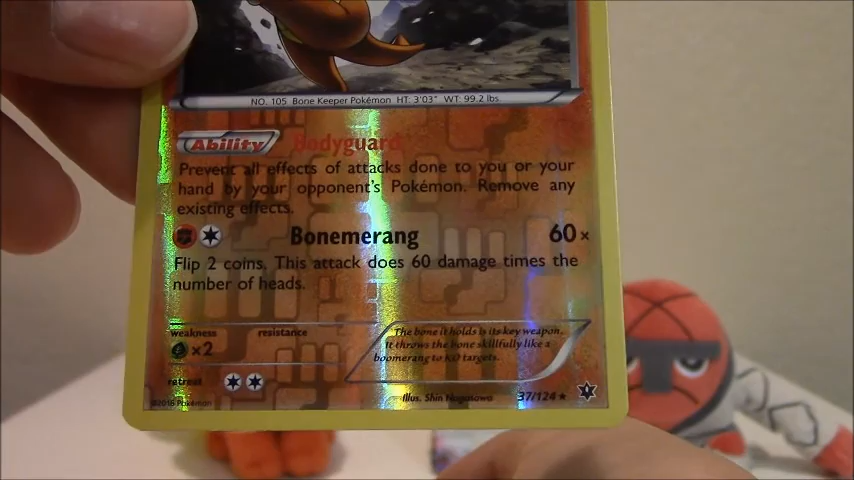 NO. 105 Bone Keeper Pokémon HT: 3'03" WT: 99.2 lbs.
Ability Bodyguard
Prevent all effects of attacks done to you or your
hand by your opponent's Pokémon. Remove any
existing effects.
Bonemerang 60×
Flip 2 coins. This attack does 60 damage times the
number of heads.
weakness resistance
×2
The bone it holds is its key weapon.
It throws the bone skillfully like a
boomerang to KO targets.
retreat
©2016 Pokémon Illus. Shin Nagasawa 37/124 ★